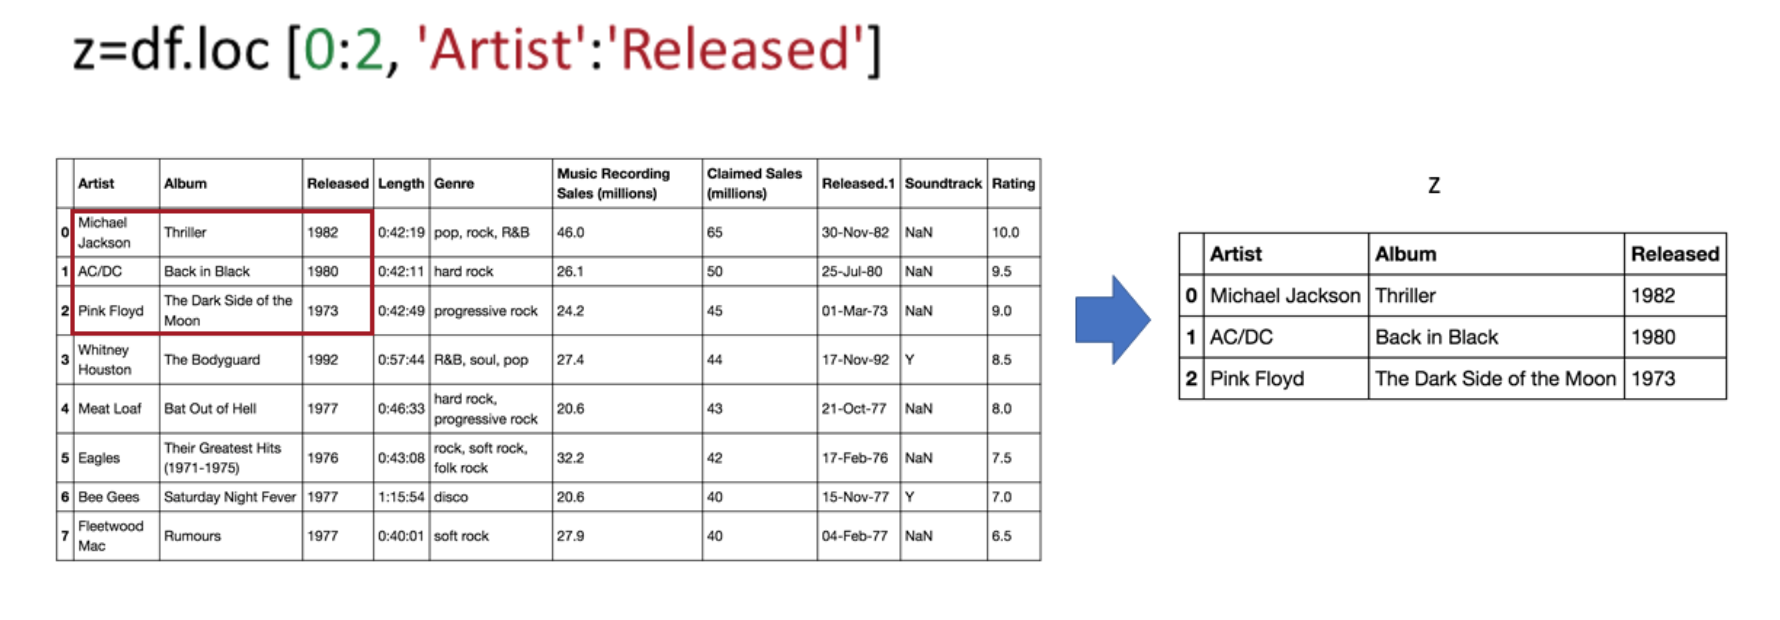 z=df.loc [0:2, 'Artist':'Released']
Artist Album Released Length Genre Music Recording Sales (millions) Claimed Sales (millions) Released.1 Soundtrack Rating
0 Michael Jackson Thriller 1982 0:42:19 pop, rock, R&B 46.0 65 30-Nov-82 NaN 10.0
1 AC/DC Back in Black 1980 0:42:11 hard rock 26.1 50 25-Jul-80 NaN 9.5
2 Pink Floyd The Dark Side of the Moon 1973 0:42:49 progressive rock 24.2 45 01-Mar-73 NaN 9.0
3 Whitney Houston The Bodyguard 1992 0:57:44 R&B, soul, pop 27.4 44 17-Nov-92 Y 8.5
4 Meat Loaf Bat Out of Hell 1977 0:46:33 hard rock, progressive rock 20.6 43 21-Oct-77 NaN 8.0
5 Eagles Their Greatest Hits (1971-1975) 1976 0:43:08 rock, soft rock, folk rock 32.2 42 17-Feb-76 NaN 7.5
6 Bee Gees Saturday Night Fever 1977 1:15:54 disco 20.6 40 15-Nov-77 Y 7.0
7 Fleetwood Mac Rumours 1977 0:40:01 soft rock 27.9 40 04-Feb-77 NaN 6.5
z
Artist Album Released
0 Michael Jackson Thriller 1982
1 AC/DC Back in Black 1980
2 Pink Floyd The Dark Side of the Moon 1973